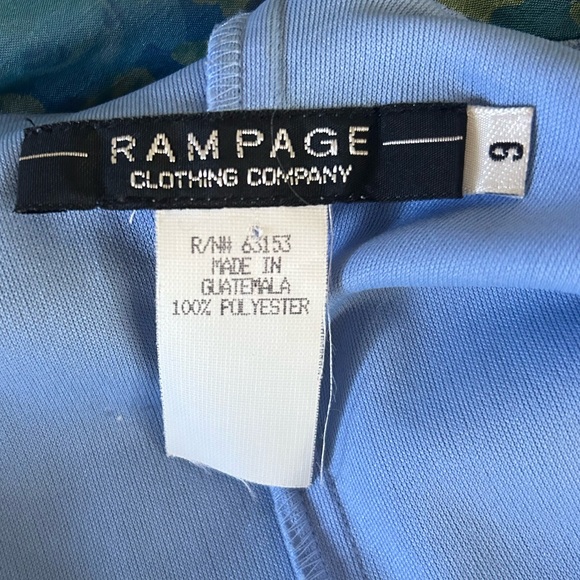 RAMPAGE
CLOTHING COMPANY
9
R/N# 63153
MADE IN
GUATEMALA
100% POLYESTER